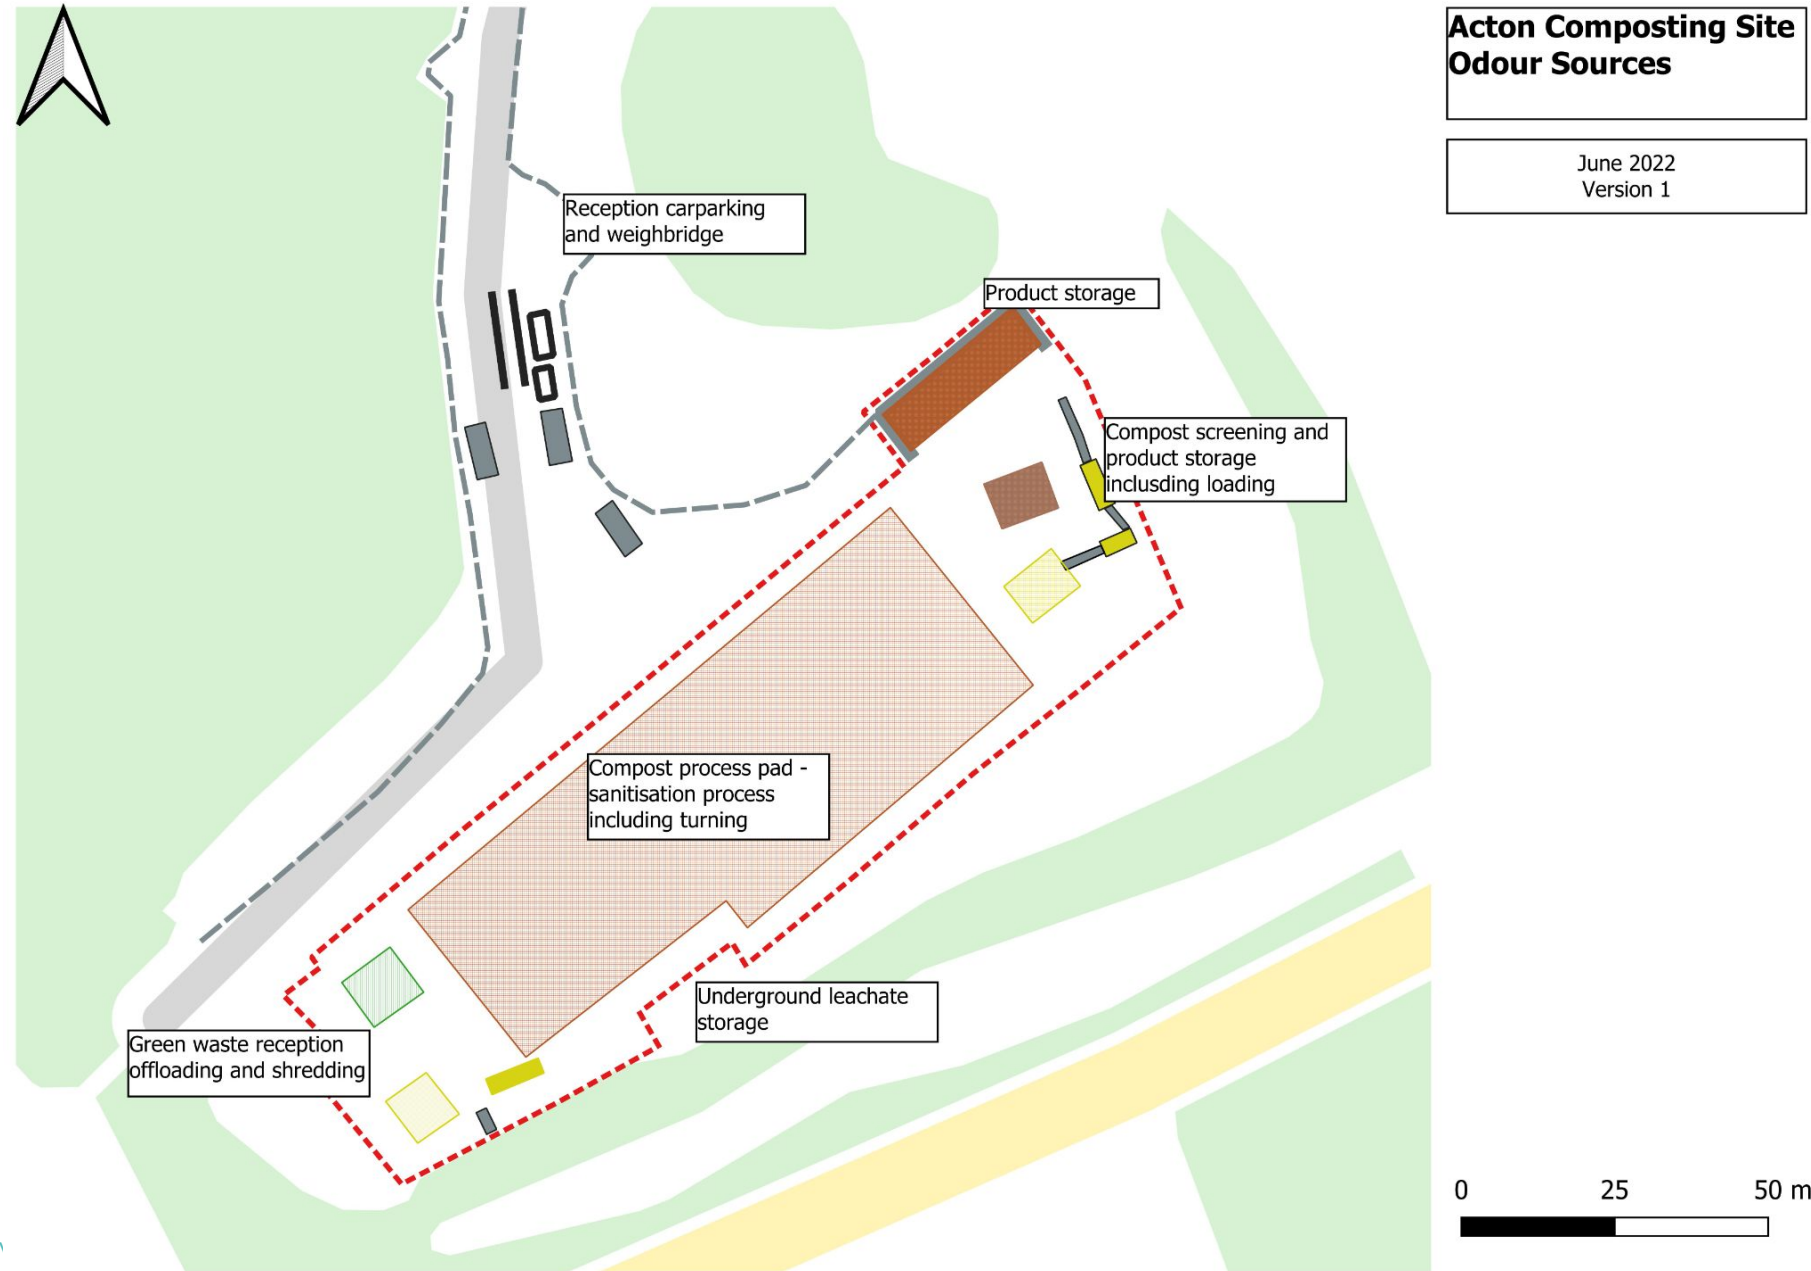 Acton Composting Site
Odour Sources
June 2022
Version 1
Reception carparking
and weighbridge
Product storage
Compost screening and
product storage
inclusding loading
Compost process pad -
sanitisation process
including turning
Underground leachate
storage
Green waste reception
offloading and shredding
0 25 50 m